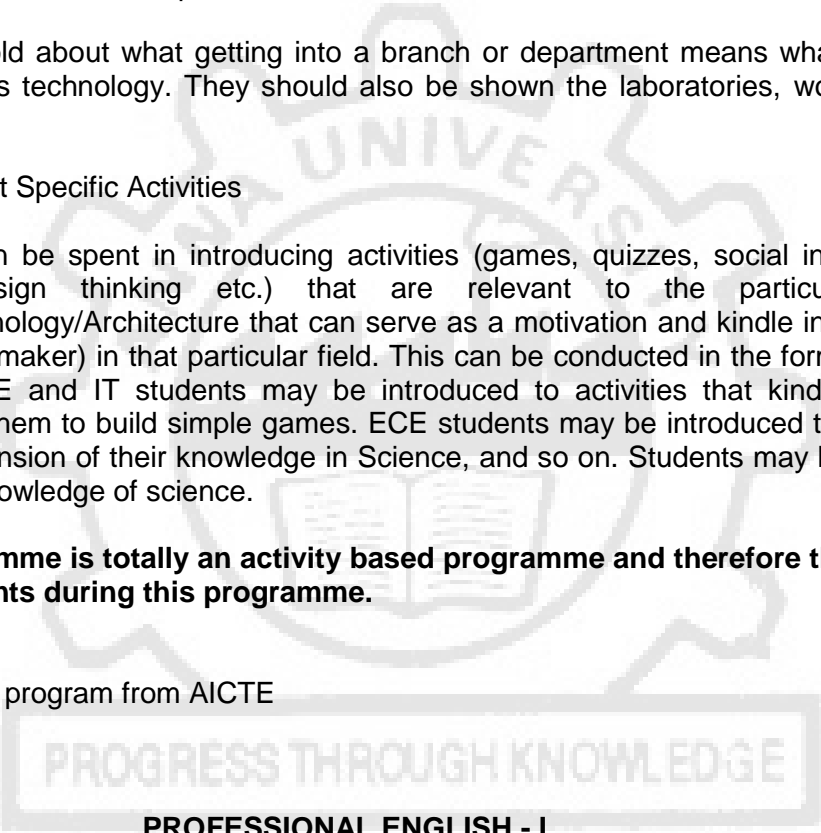 old about what getting into a branch or department means wha
s technology. They should also be shown the laboratories, wo
t Specific Activities
n be spent in introducing activities (games, quizzes, social in
sign thinking etc.) that are relevant to the particu
nology/Architecture that can serve as a motivation and kindle in
maker) in that particular field. This can be conducted in the for
E and IT students may be introduced to activities that kind
hem to build simple games. ECE students may be introduced t
nsion of their knowledge in Science, and so on. Students may
owledge of science.
mme is totally an activity based programme and therefore t
nts during this programme.
program from AICTE
UNIVERSITY
PROGRESS THROUGH KNOWLEDGE
PROFESSIONAL ENGLISH - I